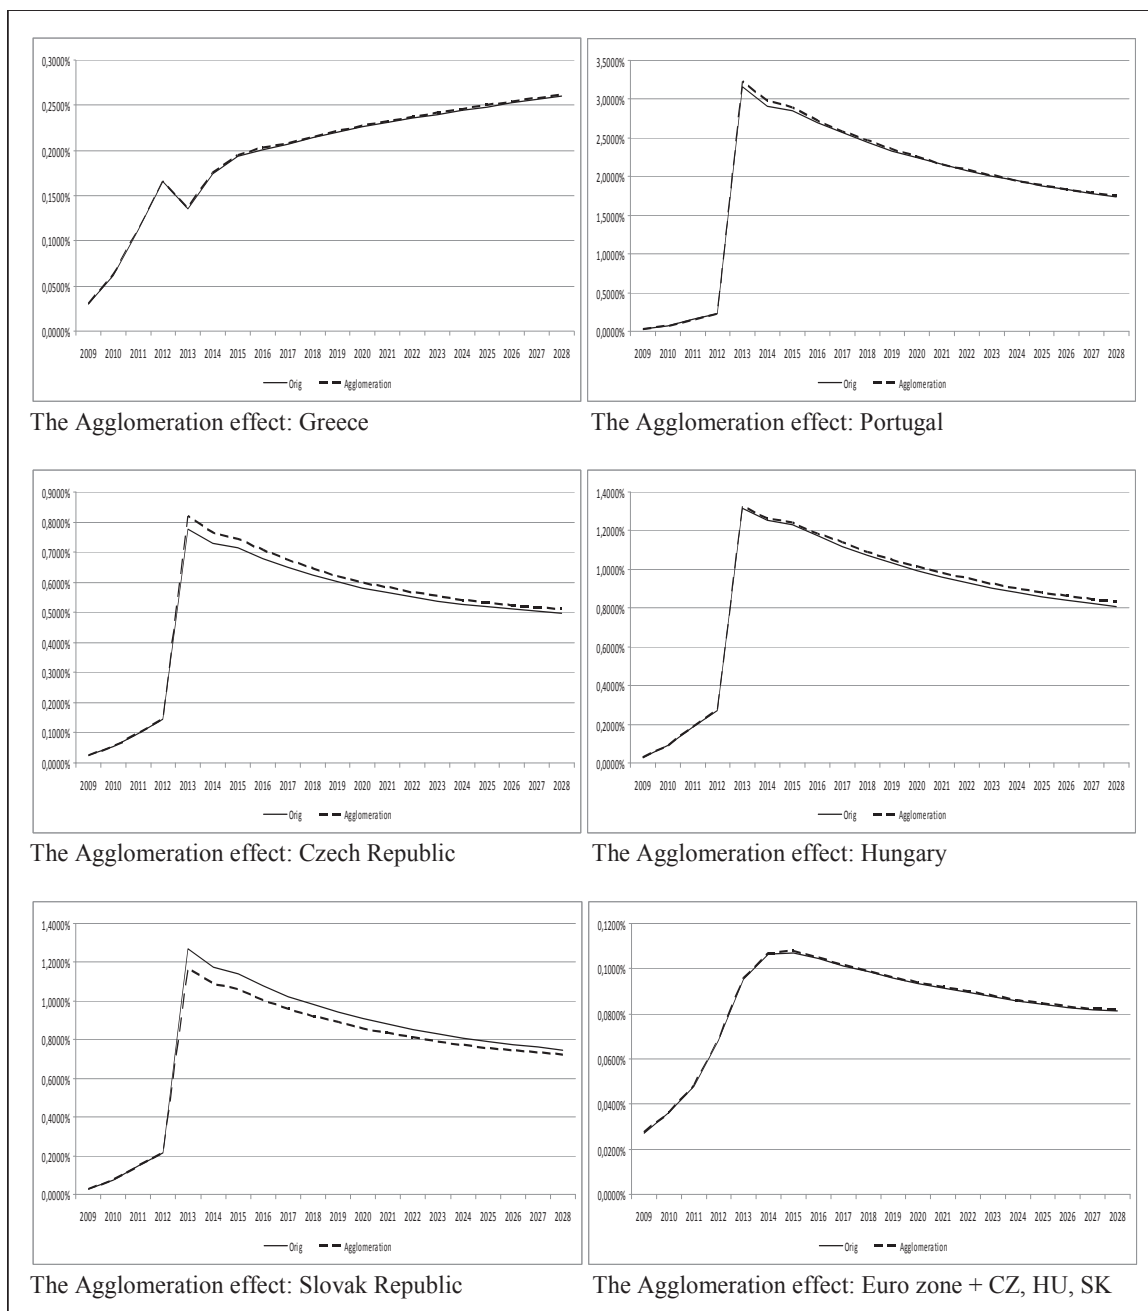 0,3000%
0,2500%
0,2000%
0,1500%
0,1000%
0,0500%
0,0000%
2009 2010 2011 2012 2013 2014 2015 2016 2017 2018 2019 2020 2021 2022 2023 2024 2025 2026 2027 2028
Orig Agglomeration
The Agglomeration effect: Greece
3,5000%
3,0000%
2,5000%
2,0000%
1,5000%
1,0000%
0,5000%
0,0000%
2009 2010 2011 2012 2013 2014 2015 2016 2017 2018 2019 2020 2021 2022 2023 2024 2025 2026 2027 2028
Orig Agglomeration
The Agglomeration effect: Portugal
0,9000%
0,8000%
0,7000%
0,6000%
0,5000%
0,4000%
0,3000%
0,2000%
0,1000%
0,0000%
2009 2010 2011 2012 2013 2014 2015 2016 2017 2018 2019 2020 2021 2022 2023 2024 2025 2026 2027 2028
Orig Agglomeration
The Agglomeration effect: Czech Republic
1,4000%
1,2000%
1,0000%
0,8000%
0,6000%
0,4000%
0,2000%
0,0000%
2009 2010 2011 2012 2013 2014 2015 2016 2017 2018 2019 2020 2021 2022 2023 2024 2025 2026 2027 2028
Orig Agglomeration
The Agglomeration effect: Hungary
1,4000%
1,2000%
1,0000%
0,8000%
0,6000%
0,4000%
0,2000%
0,0000%
2009 2010 2011 2012 2013 2014 2015 2016 2017 2018 2019 2020 2021 2022 2023 2024 2025 2026 2027 2028
Orig Agglomeration
The Agglomeration effect: Slovak Republic
0,1200%
0,1000%
0,0800%
0,0600%
0,0400%
0,0200%
0,0000%
2009 2010 2011 2012 2013 2014 2015 2016 2017 2018 2019 2020 2021 2022 2023 2024 2025 2026 2027 2028
Orig Agglomeration
The Agglomeration effect: Euro zone + CZ, HU, SK